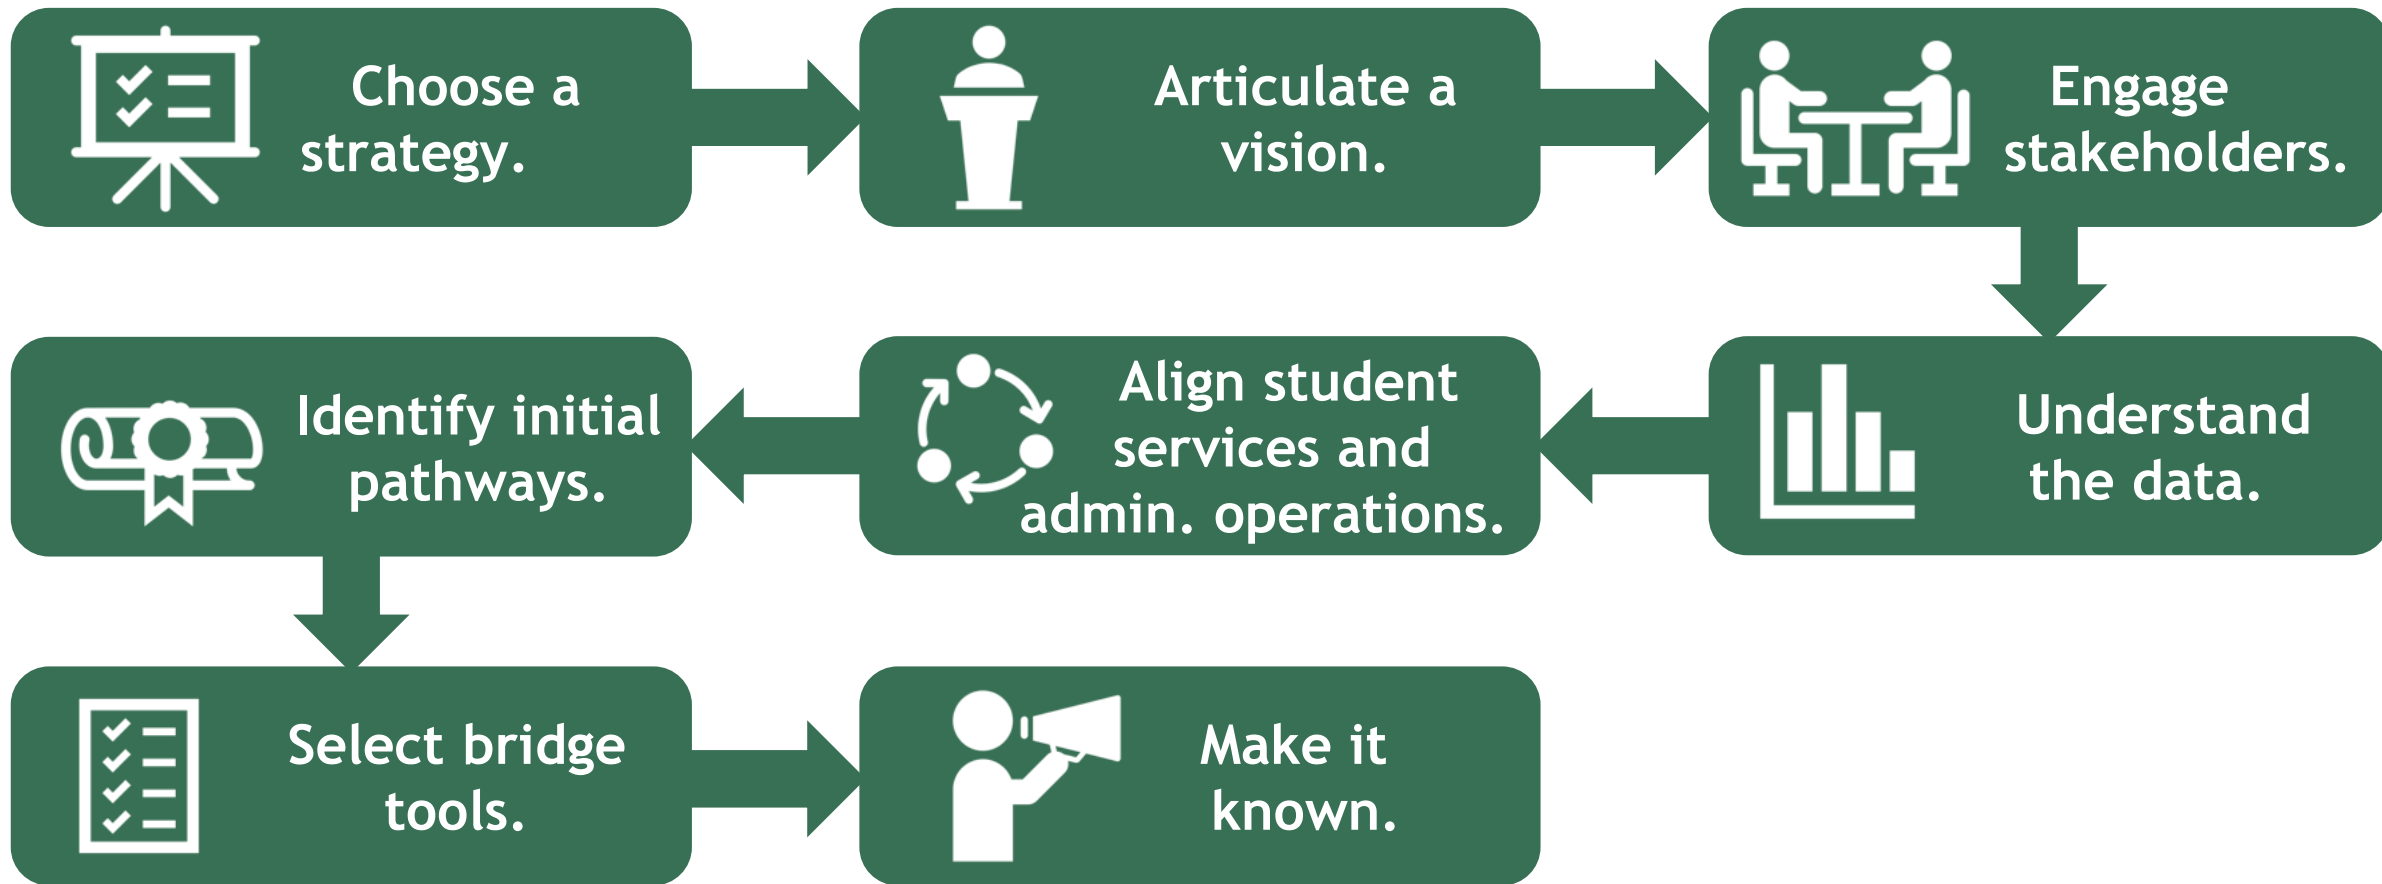 Choose a
strategy.
Articulate a
vision.
Engage
stakeholders.
Understand
the data.
Align student
services and
admin. operations.
Identify initial
pathways.
Select bridge
tools.
Make it
known.